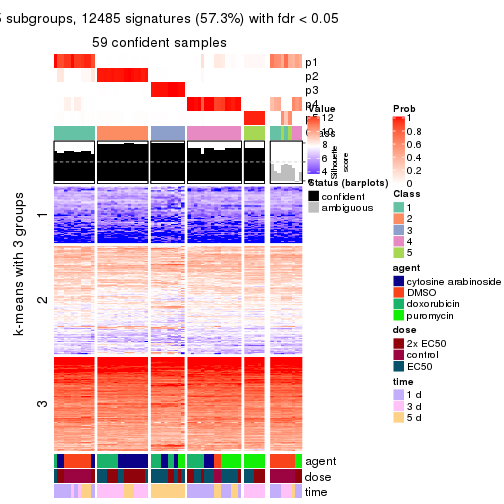 5 subgroups, 12485 signatures (57.3%) with fdr < 0.05
59 confident samples
p1
p2
p3
p4
p5
Value
12
10
8
6
4
Silhouette score
Status (barplots)
confident
ambiguous
Prob
1
0.8
0.6
0.4
0.2
0
Class
1
2
3
4
5
agent
cytosine arabinoside
DMSO
doxorubicin
puromycin
dose
2x EC50
control
EC50
time
1 d
3 d
5 d
k-means with 3 groups
1
2
3
agent
dose
time